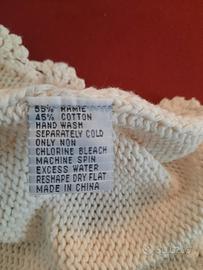 55% RAMIE
45% COTTON
HAND WASH
SEPARATELY COLD
ONLY NON
CHLORINE BLEACH
MACHINE SPIN
EXCESS WATER
RESHAPE DRY FLAT
MADE IN CHINA